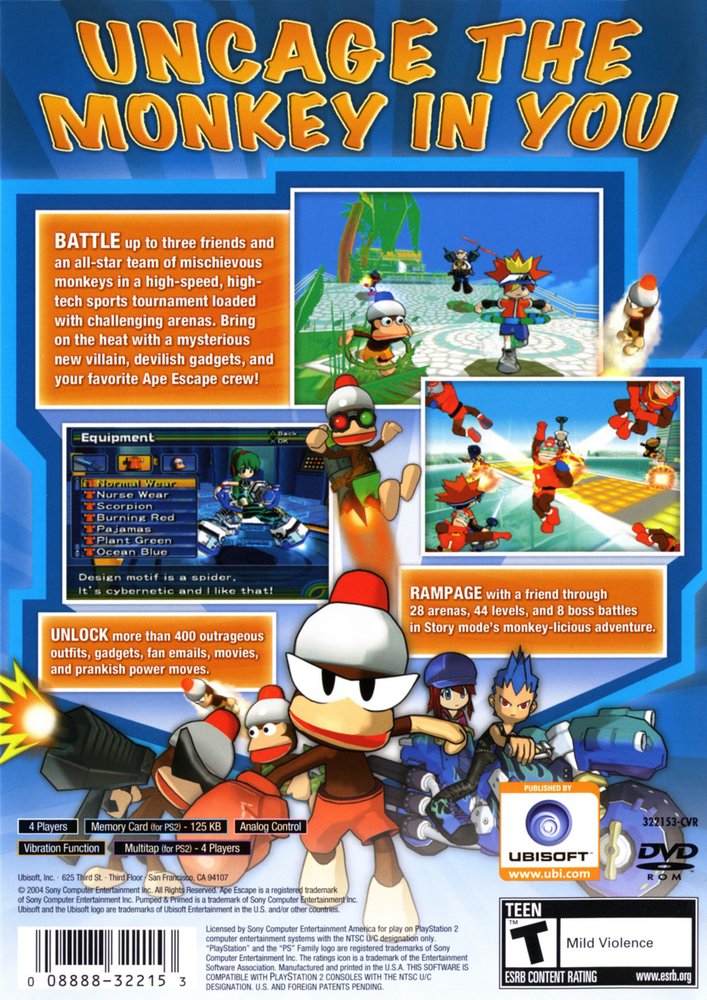 UNCAGE THE
MONKEY IN YOU
BATTLE up to three friends and
an all-star team of mischievous
monkeys in a high-speed, high-
tech sports tournament loaded
with challenging arenas. Bring
on the heat with a mysterious
new villain, devilish gadgets, and
your favorite Ape Escape crew!
Equipment
Back
OK
Normal Wear
Nurse Wear
Scorpion
Burning Red
Pajamas
Plant Green
Ocean Blue
Design motif is a spider.
It's cybernetic and I like that!
RAMPAGE with a friend through
28 arenas, 44 levels, and 8 boss battles
in Story mode's monkey-licious adventure.
UNLOCK more than 400 outrageous
outfits, gadgets, fan emails, movies,
and prankish power moves.
4 Players
Memory Card (for PS2) - 125 KB
Analog Control
Vibration Function
Multitap (for PS2) - 4 Players
PUBLISHED BY
UBISOFT™
www.ubi.com
322153-CVR
DVD
ROM
Ubisoft, Inc. · 625 Third St. · Third Floor · San Francisco, CA 94107
© 2004 Sony Computer Entertainment Inc. All Rights Reserved. Ape Escape is a registered trademark
of Sony Computer Entertainment Inc. Pumped & Primed is a trademark of Sony Computer Entertainment Inc.
Ubisoft and the Ubisoft logo are trademarks of Ubisoft Entertainment in the U.S. and/or other countries.
Licensed by Sony Computer Entertainment America for play on PlayStation 2
computer entertainment systems with the NTSC U/C designation only.
"PlayStation" and the "PS" Family logo are registered trademarks of Sony
Computer Entertainment Inc. The ratings icon is a trademark of the Entertainment
Software Association. Manufactured and printed in the U.S.A. THIS SOFTWARE IS
COMPATIBLE WITH PLAYSTATION 2 CONSOLES WITH THE NTSC U/C
DESIGNATION. U.S. AND FOREIGN PATENTS PENDING.
0 08888-32215 3
TEEN
T
Mild Violence
ESRB CONTENT RATING www.esrb.org